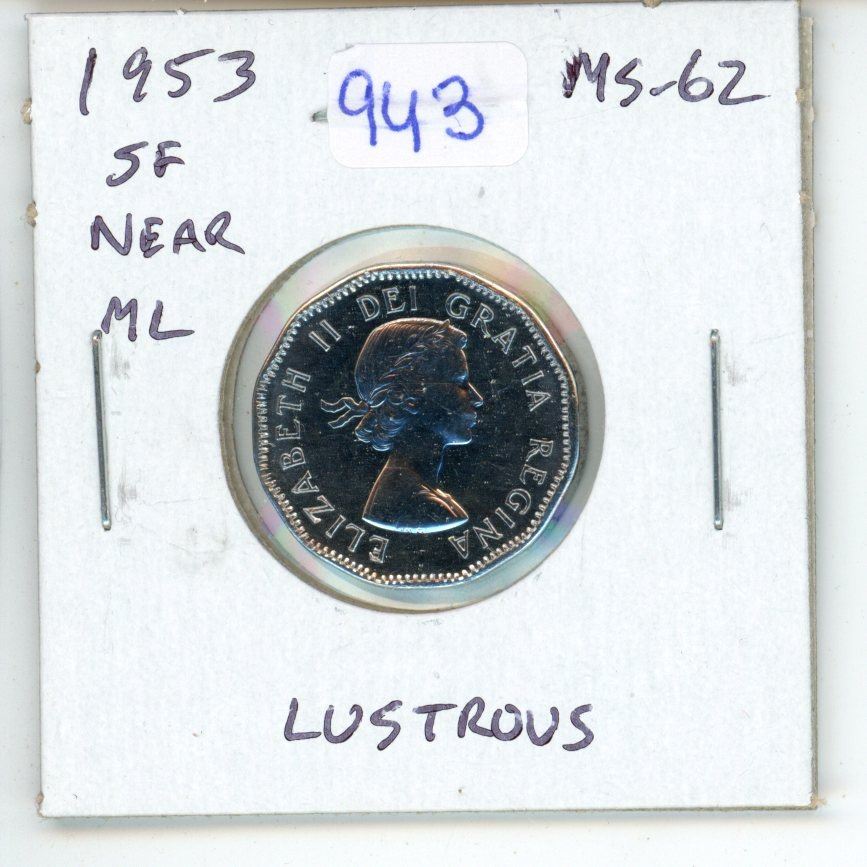 1953
943
MS-62
SF
NEAR
ML
ELIZABETH II DEI GRATIA REGINA
LUSTROUS